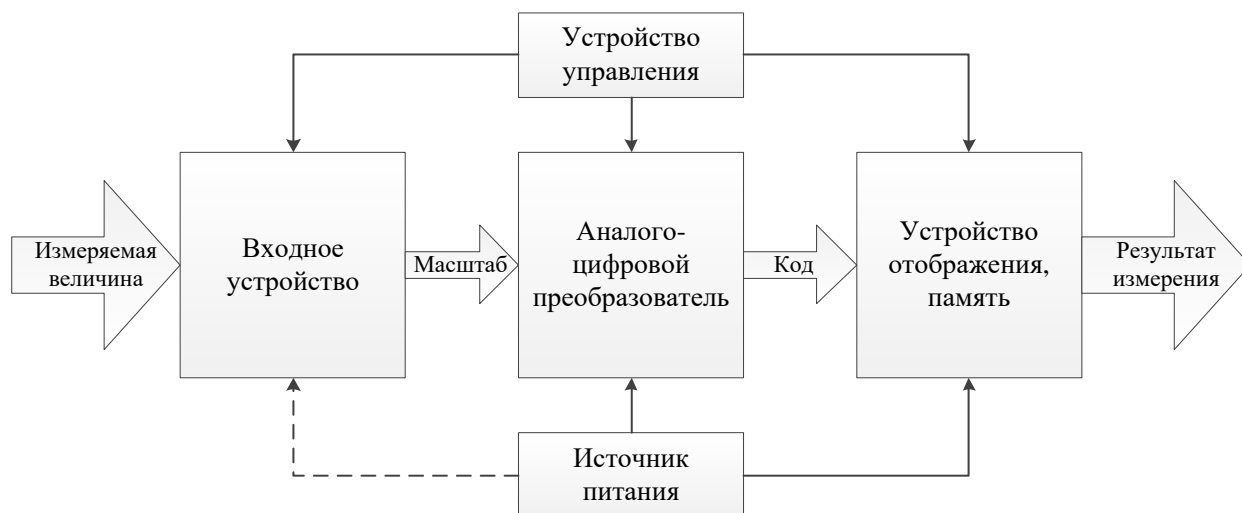 Устройство
управления
Измеряемая
величина
Входное
устройство
Масштаб
Аналого-
цифровой
преобразователь
Код
Устройство
отображения,
память
Результат
измерения
Источник
питания